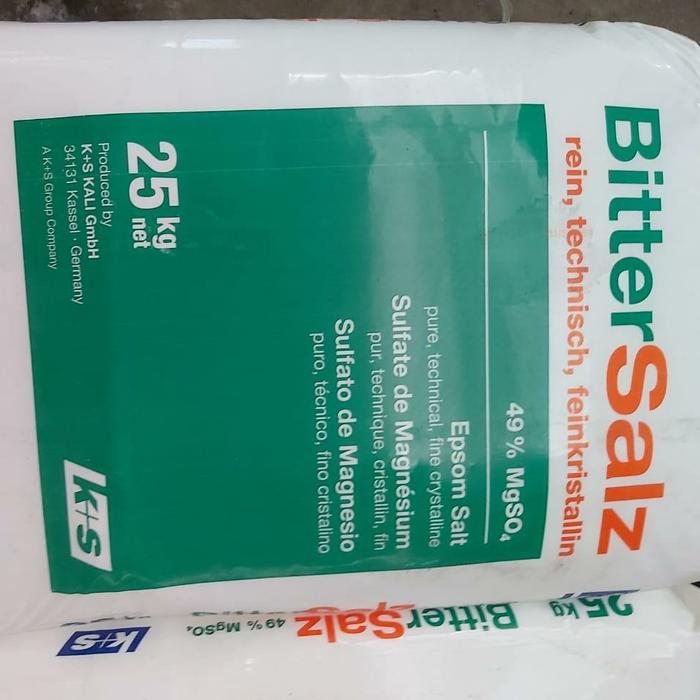 BitterSalz
rein, technisch, feinkristallin
49 % MgSO₄
Epsom Salt
pure, technical, fine crystalline
Sulfate de Magnésium
pur, technique, cristallin, fin
Sulfato de Magnesio
puro, técnico, fino cristalino
25 kg
net
Produced by
K+S KALI GmbH
34131 Kassel · Germany
A K+S Group Company
K+S
25 kg
BitterSalz
49 % MgSO₄
K+S